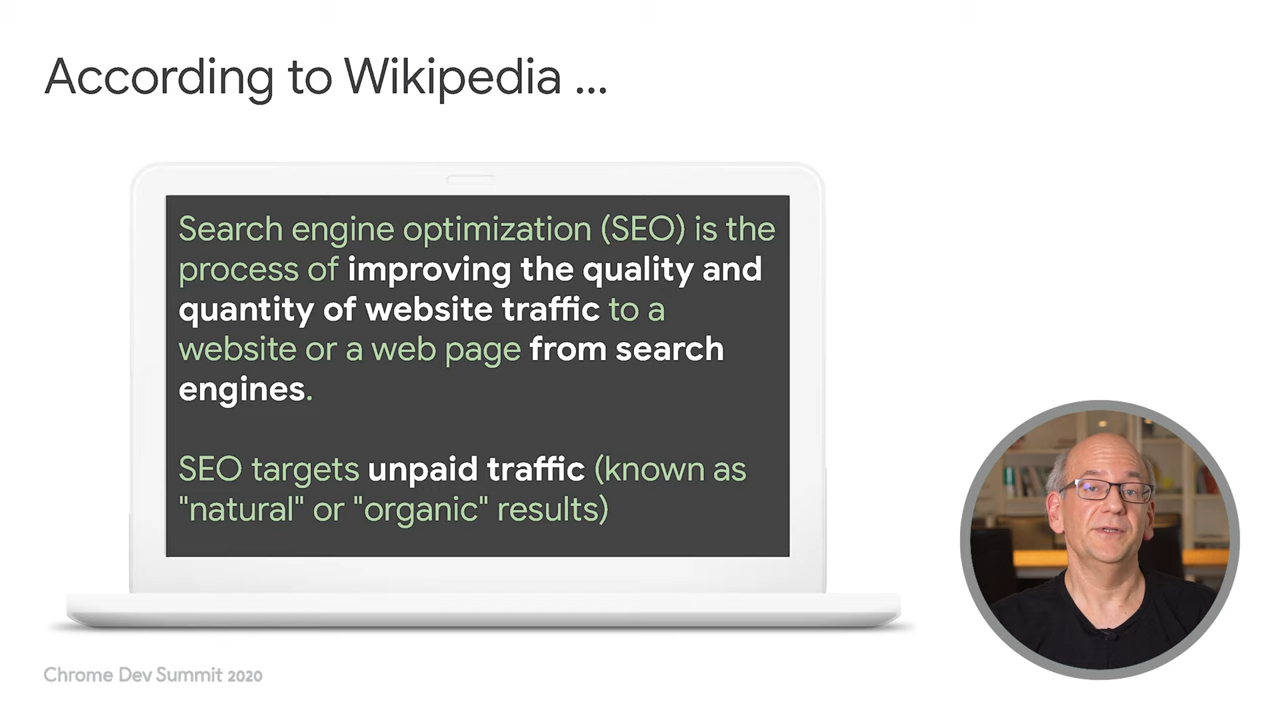 According to Wikipedia ...
Search engine optimization (SEO) is the
process of improving the quality and
quantity of website traffic to a
website or a web page from search
engines.
SEO targets unpaid traffic (known as
"natural" or "organic" results)
Chrome Dev Summit 2020